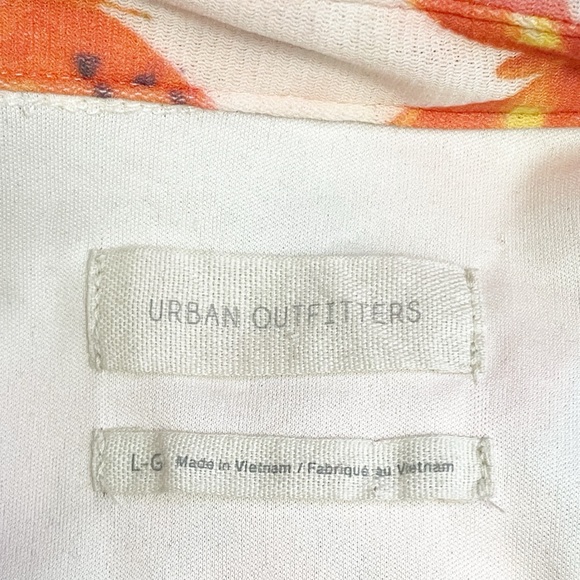 URBAN OUTFITTERS
L-G Made in Vietnam / Fabriqué au Vietnam